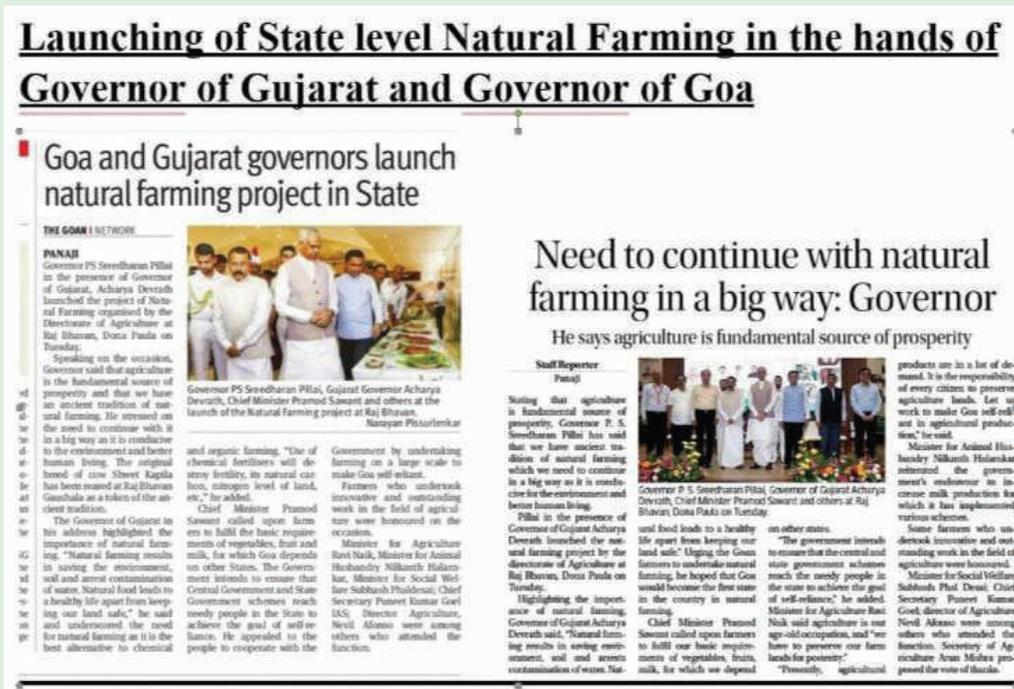 Launching of State level Natural Farming in the hands of
Governor of Gujarat and Governor of Goa
Goa and Gujarat governors launch
natural farming project in State
THE GOAN | NETWORK
PANAJI
Governor PS Sreedharan Pillai
in the presence of Governor
of Gujarat, Acharya Devrath
launched the project of Natu-
ral Farming organised by the
Directorate of Agriculture at
Raj Bhavan, Dona Paula on
Tuesday.
Speaking on the occasion,
Governor said that agriculture
is the fundamental source of
prosperity and that we have
an ancient tradition of nat-
ural farming. He stressed on
the need to continue with it
in a big way as it is conducive
to the environment and better
human living. The original
breed of cow Shwet Kapila
has been reared at Raj Bhavan
Gaushala as a token of the an-
cient tradition.
The Governor of Gujarat in
his address highlighted the
importance of natural farm-
ing. "Natural farming results
in saving the environment,
soil and arrest contamination
of water. Natural food leads to
a healthy life apart from keep-
ing our land safe," he said
and underscored the need
for natural farming as it is the
best alternative to chemical
Governor PS Sreedharan Pillai, Gujarat Governor Acharya
Devrath, Chief Minister Pramod Sawant and others at the
launch of the Natural Farming project at Raj Bhavan.
Narayan Pissurlenkar
and organic farming. "Use of
chemical fertilisers will de-
stroy fertility, its natural car-
bon, nitrogen level of land,
etc," he added.
Chief Minister Pramod
Sawant called upon farm-
ers to fulfil the basic require-
ments of vegetables, fruit and
milk, for which Goa depends
on other States. The Govern-
ment intends to ensure that
Central Government and State
Government schemes reach
needy people in the State to
achieve the goal of self-re-
liance. He appealed to the
people to cooperate with the
Government by undertaking
farming on a large scale to
make Goa self-reliant.
Farmers who undertook
innovative and outstanding
work in the field of agricul-
ture were honoured on the
occasion.
Minister for Agriculture
Ravi Naik, Minister for Animal
Husbandry Nilkanth Halarn-
kar, Minister for Social Wel-
fare Subhash Phaldesai; Chief
Secretary Puneet Kumar Goel
IAS; Director Agriculture,
Nevil Afonso were among
others who attended the
function.
Need to continue with natural
farming in a big way: Governor
He says agriculture is fundamental source of prosperity
Staff Reporter
Panaji
Stating that agriculture
is fundamental source of
prosperity, Governor P. S.
Sreedharan Pillai has said
that we have ancient tra-
dition of natural farming
which we need to continue
in a big way as it is condu-
cive for the environment and
better human living.
Pillai in the presence of
Governor of Gujarat Acharya
Devrath launched the nat-
ural farming project by the
directorate of Agriculture at
Raj Bhavan, Dona Paula on
Tuesday.
Highlighting the import-
ance of natural farming,
Governor of Gujarat Acharya
Devrath said, "Natural farm-
ing results in saving envir-
onment, soil and arrests
contamination of water. Nat-
Governor P. S. Sreedharan Pillai, Governor of Gujarat Acharya
Devrath, Chief Minister Pramod Sawant and others at Raj
Bhavan, Dona Paula on Tuesday.
ural food leads to a healthy
life apart from keeping our
land safe." Urging the Goan
farmers to undertake natural
farming, he hoped that Goa
would become the first state
in the country in natural
farming.
Chief Minister Pramod
Sawant called upon farmers
to fulfil our basic require-
ments of vegetables, fruits,
milk, for which we depend
on other states.
"The government intends
to ensure that the central and
state government schemes
reach the needy people in
the state to achieve the goal
of self-reliance," he added.
Minister for Agriculture Ravi
Naik said agriculture is our
age-old occupation, and "we
have to preserve our farm
lands for posterity."
"Presently, agricultural
products are in a lot of de-
mand. It is the responsibility
of every citizen to preserve
agriculture lands. Let us
work to make Goa self-reli-
ant in agricultural produc-
tion," he said.
Minister for Animal Hus-
bandry Nilkanth Halarnkar
reiterated the govern-
ment's endeavour to in-
crease milk production for
which it has implemented
various schemes.
Some farmers who un-
dertook innovative and out-
standing work in the field of
agriculture were honoured.
Minister for Social Welfare
Subhash Phal Desai; Chief
Secretary Puneet Kumar
Goel; director of Agriculture
Nevil Afonso were among
others who attended the
function. Secretary of Ag-
riculture Arun Mishra pro-
posed the vote of thanks.